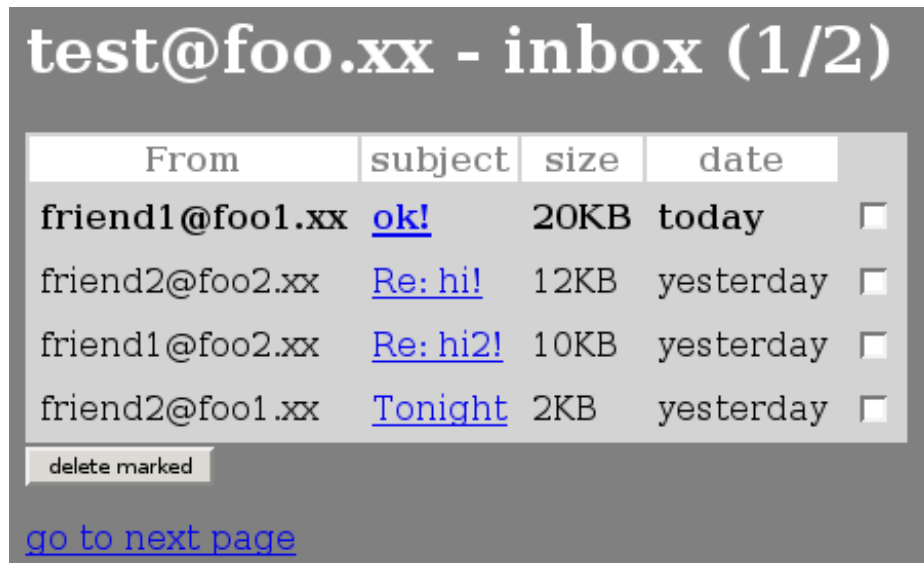 test@foo.xx - inbox (1/2)
From subject size date
friend1@foo1.xx ok! 20KB today
friend2@foo2.xx Re: hi! 12KB yesterday
friend1@foo2.xx Re: hi2! 10KB yesterday
friend2@foo1.xx Tonight 2KB yesterday
delete marked
go to next page